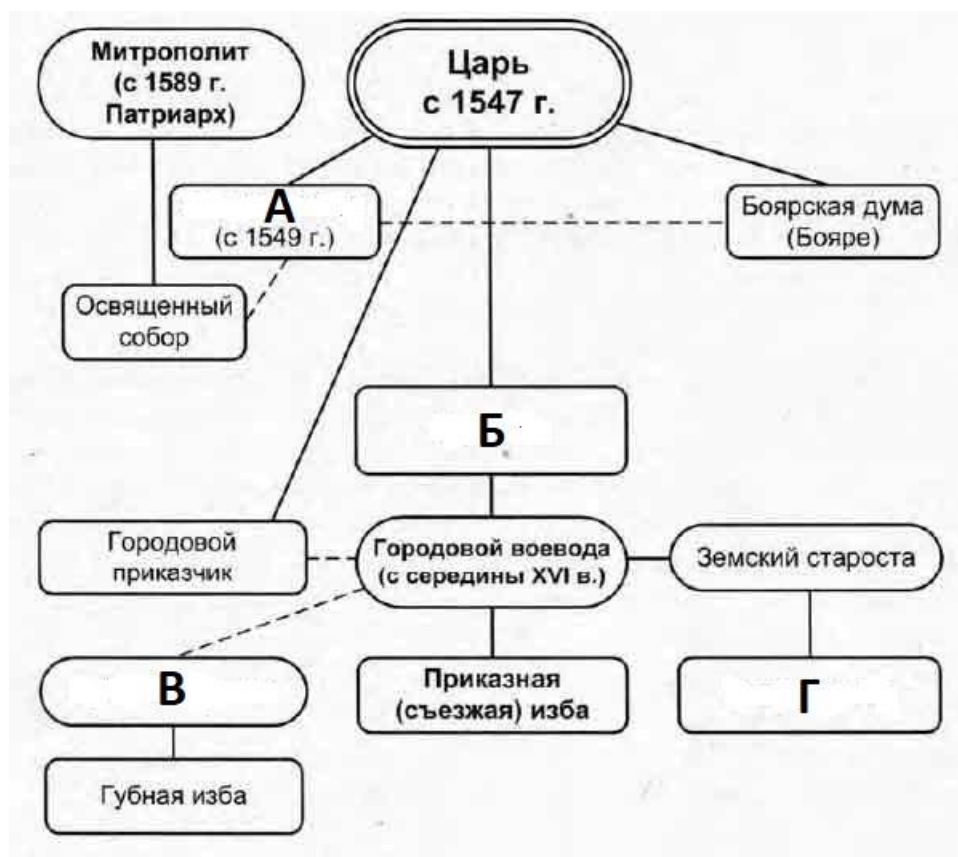 Митрополит
(с 1589 г.
Патриарх)
Царь
с 1547 г.
А
(с 1549 г.)
Боярская дума
(Бояре)
Освященный
собор
Б
Городовой
приказчик
Городовой воевода
(с середины XVI в.)
Земский староста
В
Приказная
(съезжая) изба
Г
Губная изба